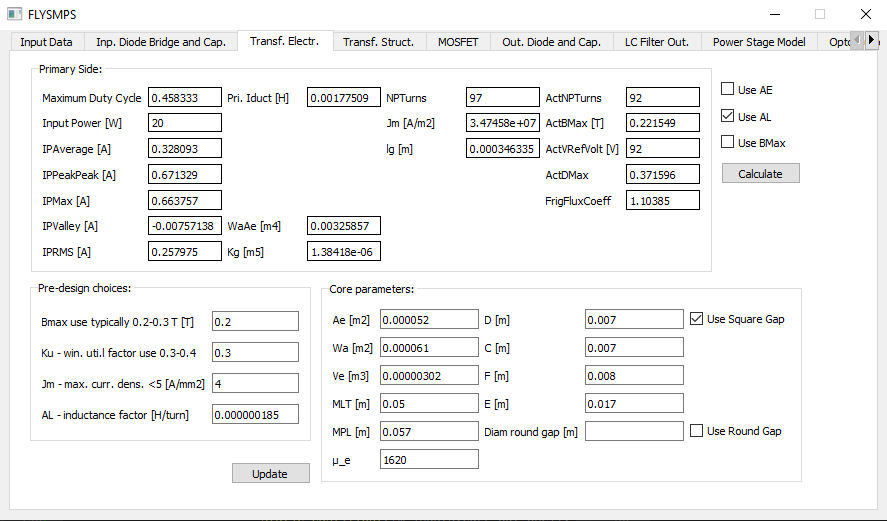 FLYSMPS
Input Data Inp. Diode Bridge and Cap. Transf. Electr. Transf. Struct. MOSFET Out. Diode and Cap. LC Filter Out. Power Stage Model
Primary Side:
Maximum Duty Cycle 0.458333 Pri. Iduct [H] 0.00177509 NPTurns 97 ActNPTurns 92 Use AE
Input Power [W] 20 Jm [A/m2] 3.47458e+07 ActBMax [T] 0.221549 Use AL
IPAverage [A] 0.328093 lg [m] 0.000346335 ActVRefVolt [V] 92 Use BMax
IPPeakPeak [A] 0.671329 ActDMax 0.371596 Calculate
IPMax [A] 0.663757 FrigFluxCoeff 1.10385
IPValley [A] -0.00757138 WaAe [m4] 0.00325857
IPRMS [A] 0.257975 Kg [m5] 1.38418e-06
Pre-design choices:
Bmax use typically 0.2-0.3 T [T] 0.2
Ku - win. uti.l factor use 0.3-0.4 0.3
Jm - max. curr. dens. <5 [A/mm2] 4
AL - inductance factor [H/turn] 0.000000185
Update
Core parameters:
Ae [m2] 0.000052 D [m] 0.007 Use Square Gap
Wa [m2] 0.000061 C [m] 0.007
Ve [m3] 0.00000302 F [m] 0.008
MLT [m] 0.05 E [m] 0.017
MPL [m] 0.057 Diam round gap [m] Use Round Gap
μ_e 1620